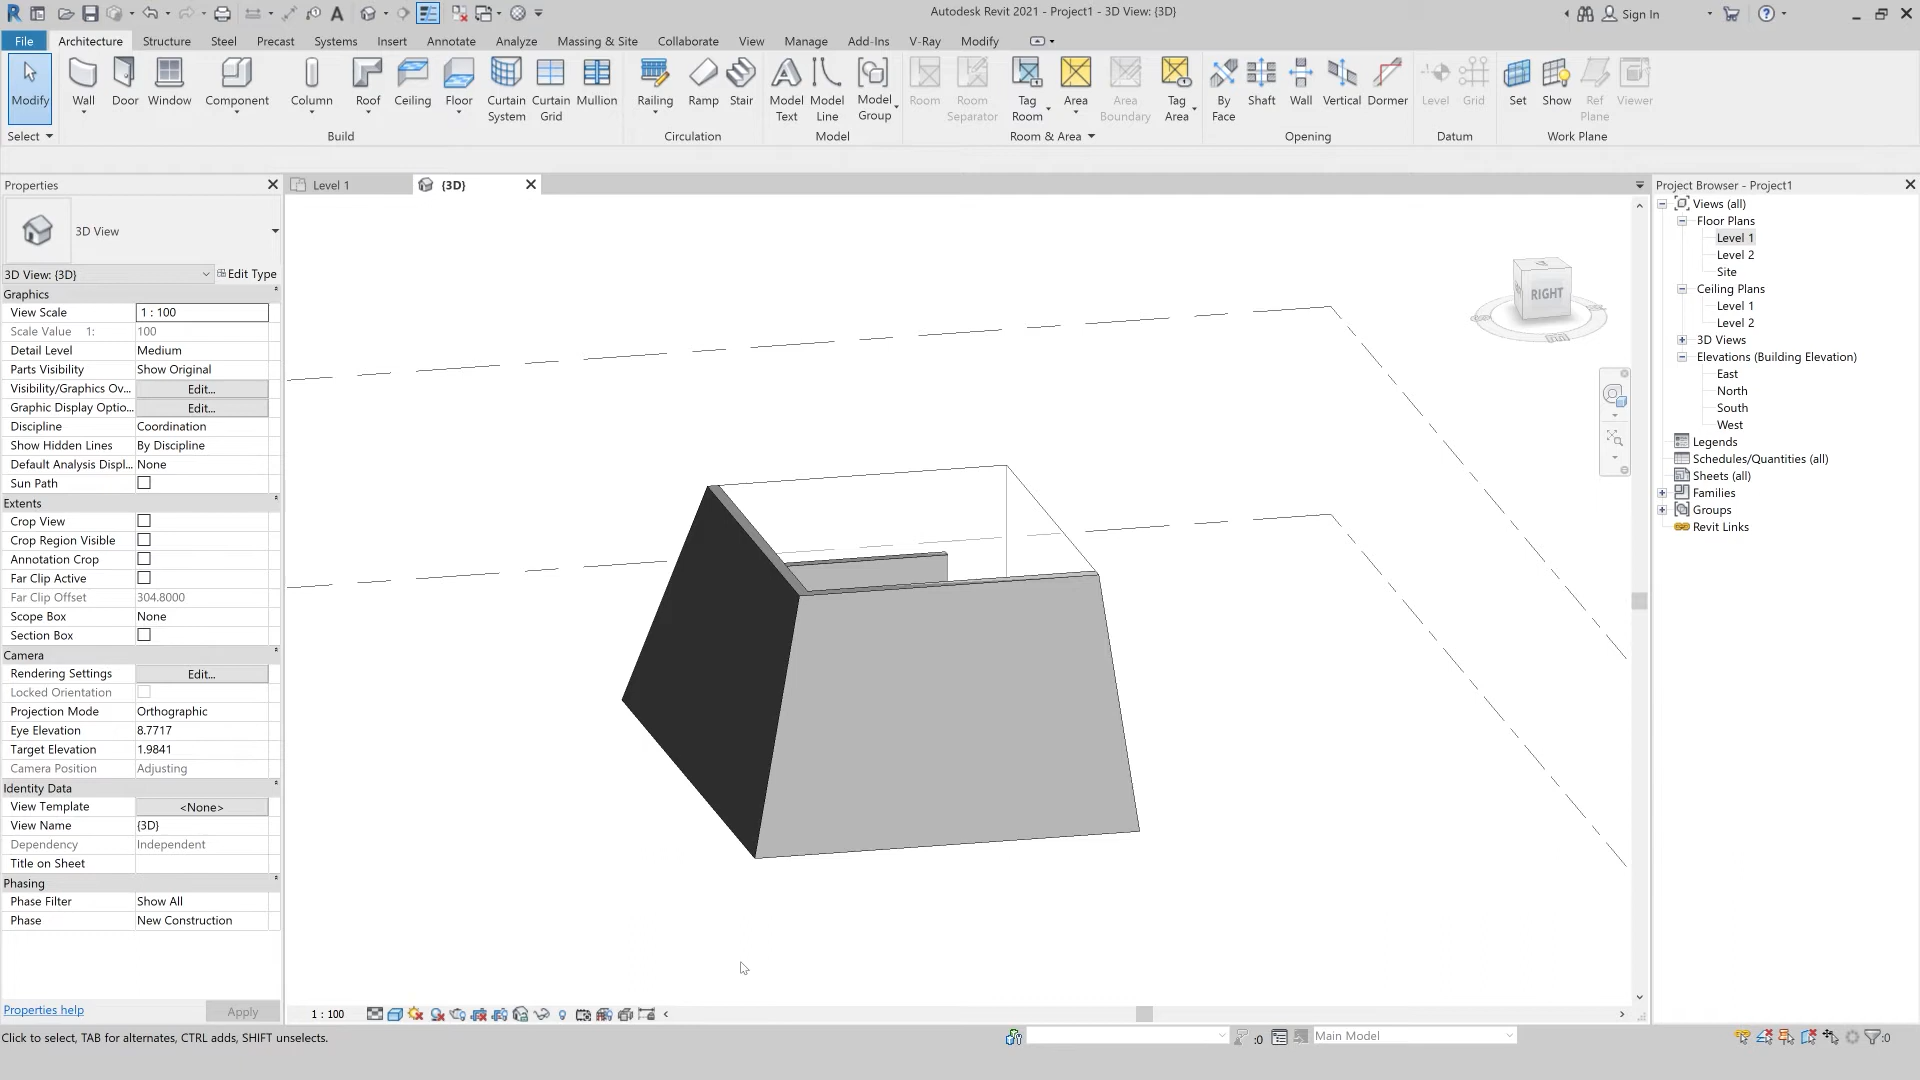 Autodesk Revit 2021 - Project1 - 3D View: {3D}
Sign In
File Architecture Structure Steel Precast Systems Insert Annotate Analyze Massing & Site Collaborate View Manage Add-Ins V-Ray Modify
Modify Wall Door Window Component Column Roof Ceiling Floor Curtain System Curtain Grid Mullion Railing Ramp Stair Model Text Model Line Model Group Room Room Separator Tag Room Area Area Boundary Tag Area By Face Shaft Wall Vertical Dormer Level Grid Set Show Ref Plane Viewer
Select Build Circulation Model Room & Area Opening Datum Work Plane
Properties
3D View
3D View: {3D} Edit Type
Graphics
View Scale 1 : 100
Scale Value 1: 100
Detail Level Medium
Parts Visibility Show Original
Visibility/Graphics Ov... Edit...
Graphic Display Optio... Edit...
Discipline Coordination
Show Hidden Lines By Discipline
Default Analysis Displ... None
Sun Path
Extents
Crop View
Crop Region Visible
Annotation Crop
Far Clip Active
Far Clip Offset 304.8000
Scope Box None
Section Box
Camera
Rendering Settings Edit...
Locked Orientation
Projection Mode Orthographic
Eye Elevation 8.7717
Target Elevation 1.9841
Camera Position Adjusting
Identity Data
View Template <None>
View Name {3D}
Dependency Independent
Title on Sheet
Phasing
Phase Filter Show All
Phase New Construction
Properties help Apply
Level 1 {3D}
RIGHT
1 : 100
Project Browser - Project1
Views (all)
Floor Plans
Level 1
Level 2
Site
Ceiling Plans
Level 1
Level 2
3D Views
Elevations (Building Elevation)
East
North
South
West
Legends
Schedules/Quantities (all)
Sheets (all)
Families
Groups
Revit Links
Click to select, TAB for alternates, CTRL adds, SHIFT unselects.
:0 Main Model :0